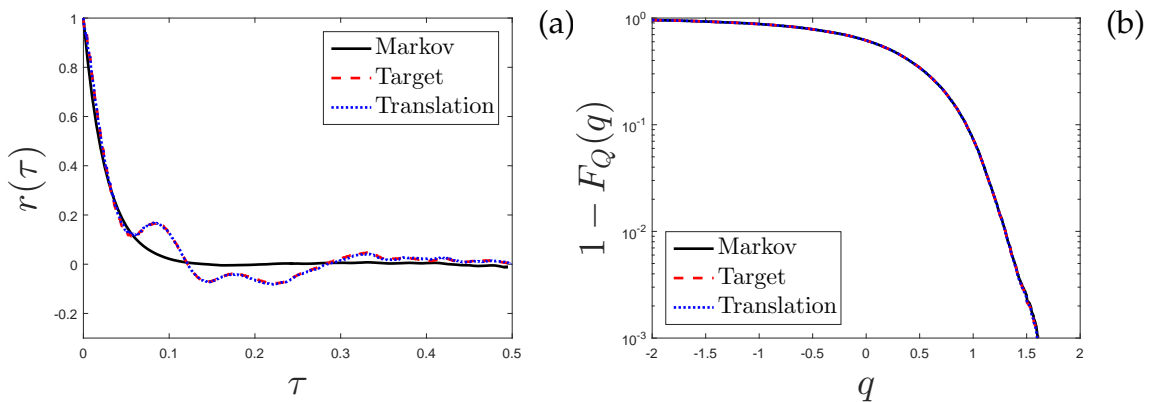 (a)
r(τ)
1
0.8
0.6
0.4
0.2
0
-0.2
Markov
Target
Translation
0 0.1 0.2 0.3 0.4 0.5
τ
(b)
1 − F_Q(q)
10^0
10^-1
10^-2
10^-3
Markov
Target
Translation
-2 -1.5 -1 -0.5 0 0.5 1 1.5 2
q